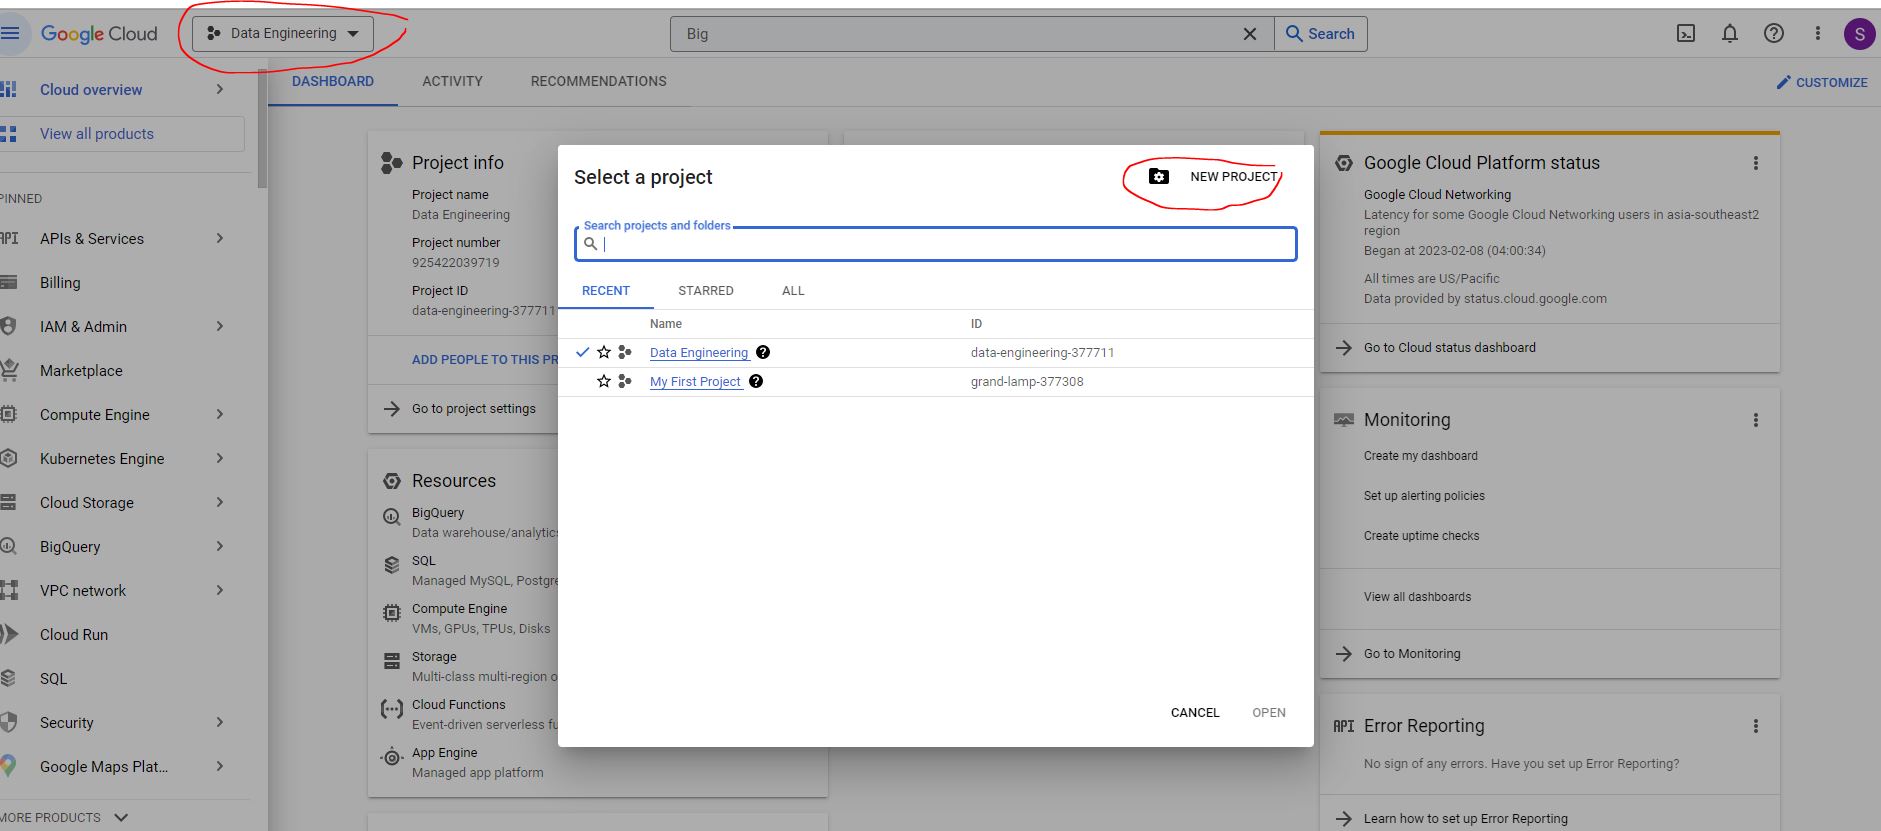 Google Cloud
Data Engineering
Big
Search
S
Cloud overview
View all products
PINNED
API APIs & Services
Billing
IAM & Admin
Marketplace
Compute Engine
Kubernetes Engine
Cloud Storage
BigQuery
VPC network
Cloud Run
SQL
Security
Google Maps Plat...
MORE PRODUCTS
DASHBOARD
ACTIVITY
RECOMMENDATIONS
CUSTOMIZE
Project info
Project name
Data Engineering
Project number
925422039719
Project ID
data-engineering-377711
ADD PEOPLE TO THIS PR
Go to project settings
Resources
BigQuery
Data warehouse/analytics
SQL
Managed MySQL, Postgre
Compute Engine
VMs, GPUs, TPUs, Disks
Storage
Multi-class multi-region o
Cloud Functions
Event-driven serverless fu
App Engine
Managed app platform
Select a project
NEW PROJECT
Search projects and folders
RECENT
STARRED
ALL
Name
ID
Data Engineering
data-engineering-377711
My First Project
grand-lamp-377308
CANCEL
OPEN
Google Cloud Platform status
Google Cloud Networking
Latency for some Google Cloud Networking users in asia-southeast2
region
Began at 2023-02-08 (04:00:34)
All times are US/Pacific
Data provided by status.cloud.google.com
Go to Cloud status dashboard
Monitoring
Create my dashboard
Set up alerting policies
Create uptime checks
View all dashboards
Go to Monitoring
API Error Reporting
No sign of any errors. Have you set up Error Reporting?
Learn how to set up Error Reporting